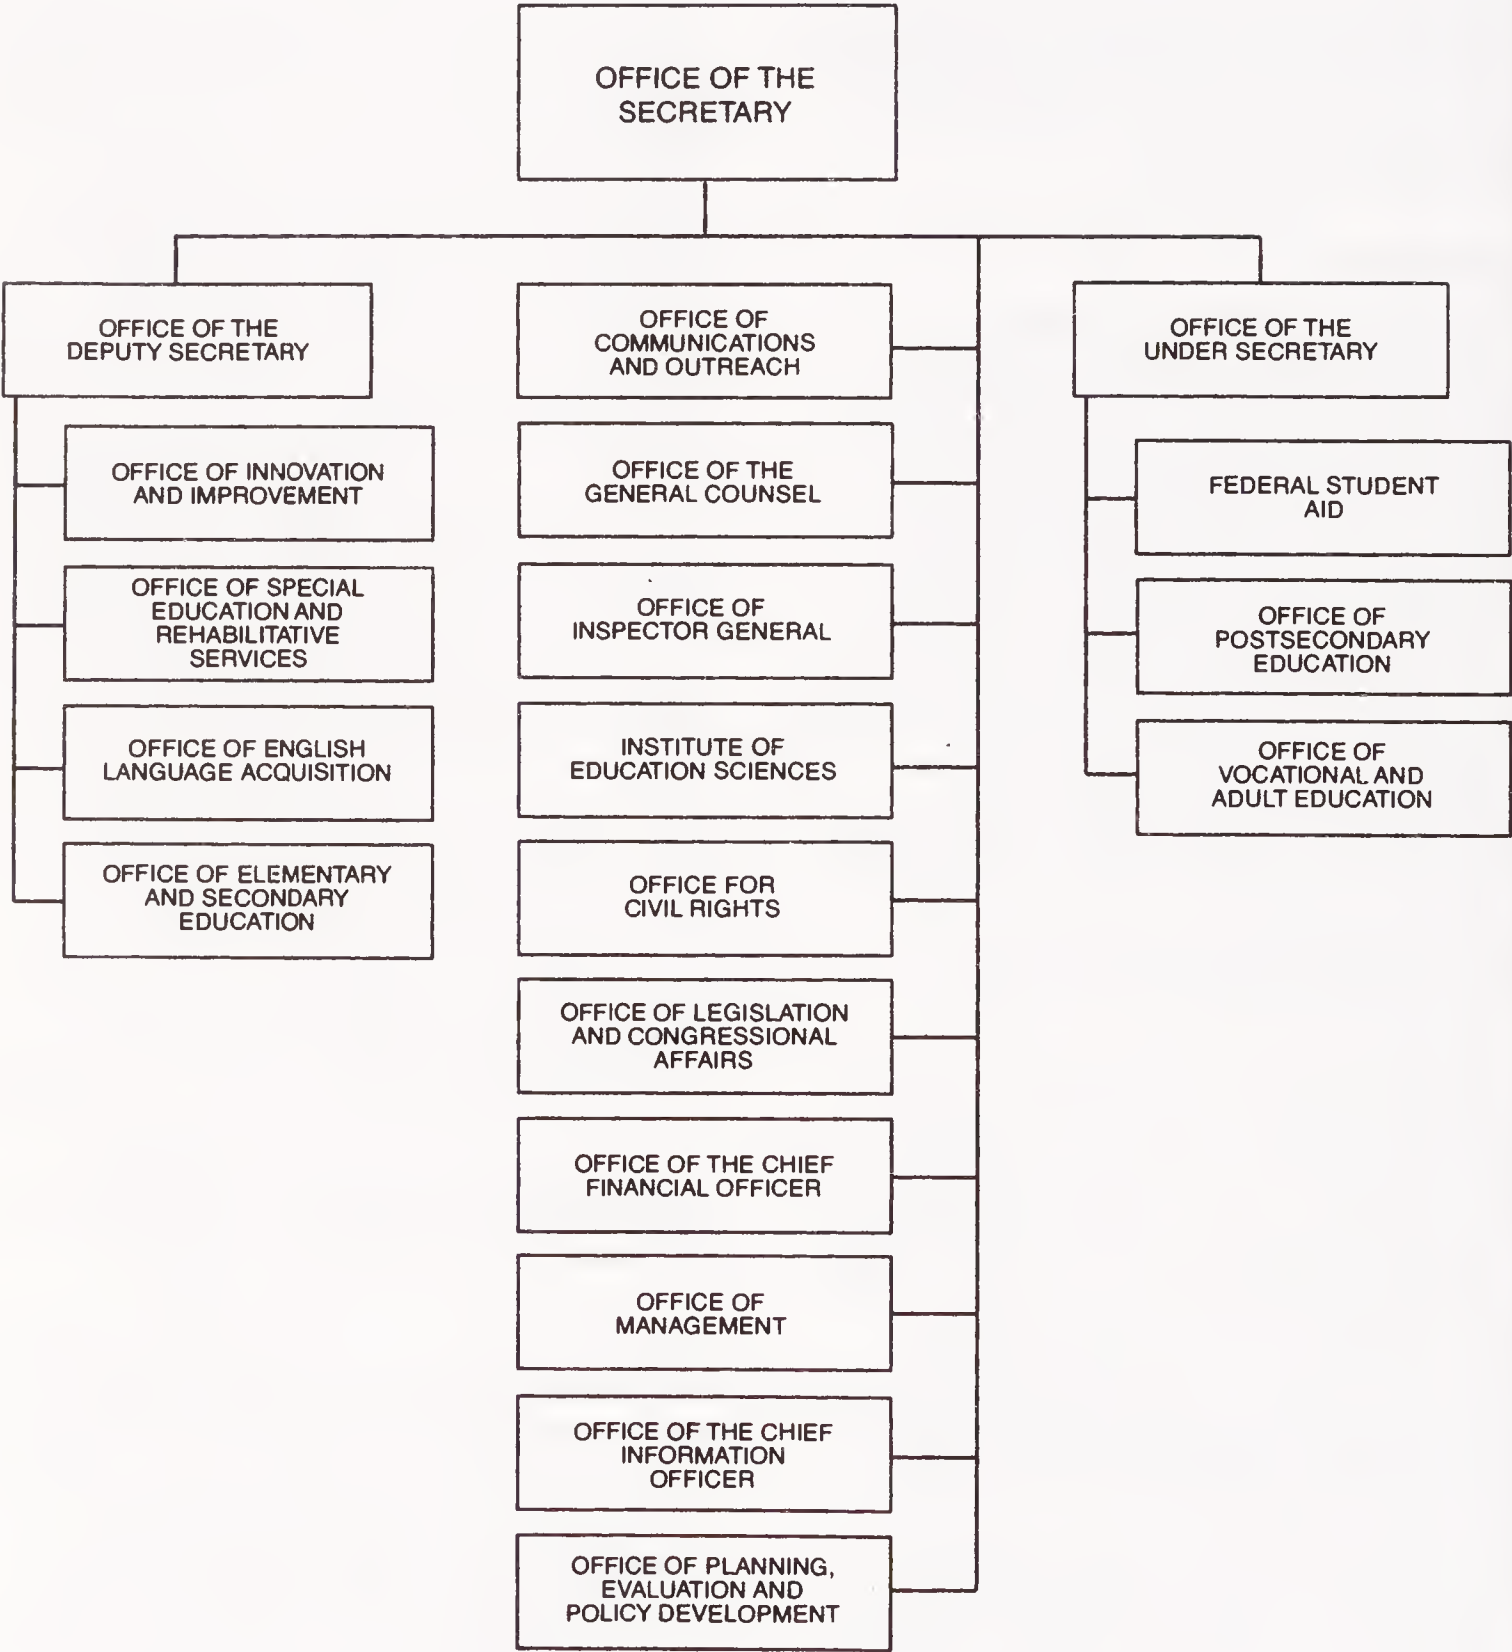 OFFICE OF THE
SECRETARY
OFFICE OF THE
DEPUTY SECRETARY
OFFICE OF INNOVATION
AND IMPROVEMENT
OFFICE OF SPECIAL
EDUCATION AND
REHABILITATIVE
SERVICES
OFFICE OF ENGLISH
LANGUAGE ACQUISITION
OFFICE OF ELEMENTARY
AND SECONDARY
EDUCATION
OFFICE OF
COMMUNICATIONS
AND OUTREACH
OFFICE OF THE
GENERAL COUNSEL
OFFICE OF
INSPECTOR GENERAL
INSTITUTE OF
EDUCATION SCIENCES
OFFICE FOR
CIVIL RIGHTS
OFFICE OF LEGISLATION
AND CONGRESSIONAL
AFFAIRS
OFFICE OF THE CHIEF
FINANCIAL OFFICER
OFFICE OF
MANAGEMENT
OFFICE OF THE CHIEF
INFORMATION
OFFICER
OFFICE OF PLANNING,
EVALUATION AND
POLICY DEVELOPMENT
OFFICE OF THE
UNDER SECRETARY
FEDERAL STUDENT
AID
OFFICE OF
POSTSECONDARY
EDUCATION
OFFICE OF
VOCATIONAL AND
ADULT EDUCATION